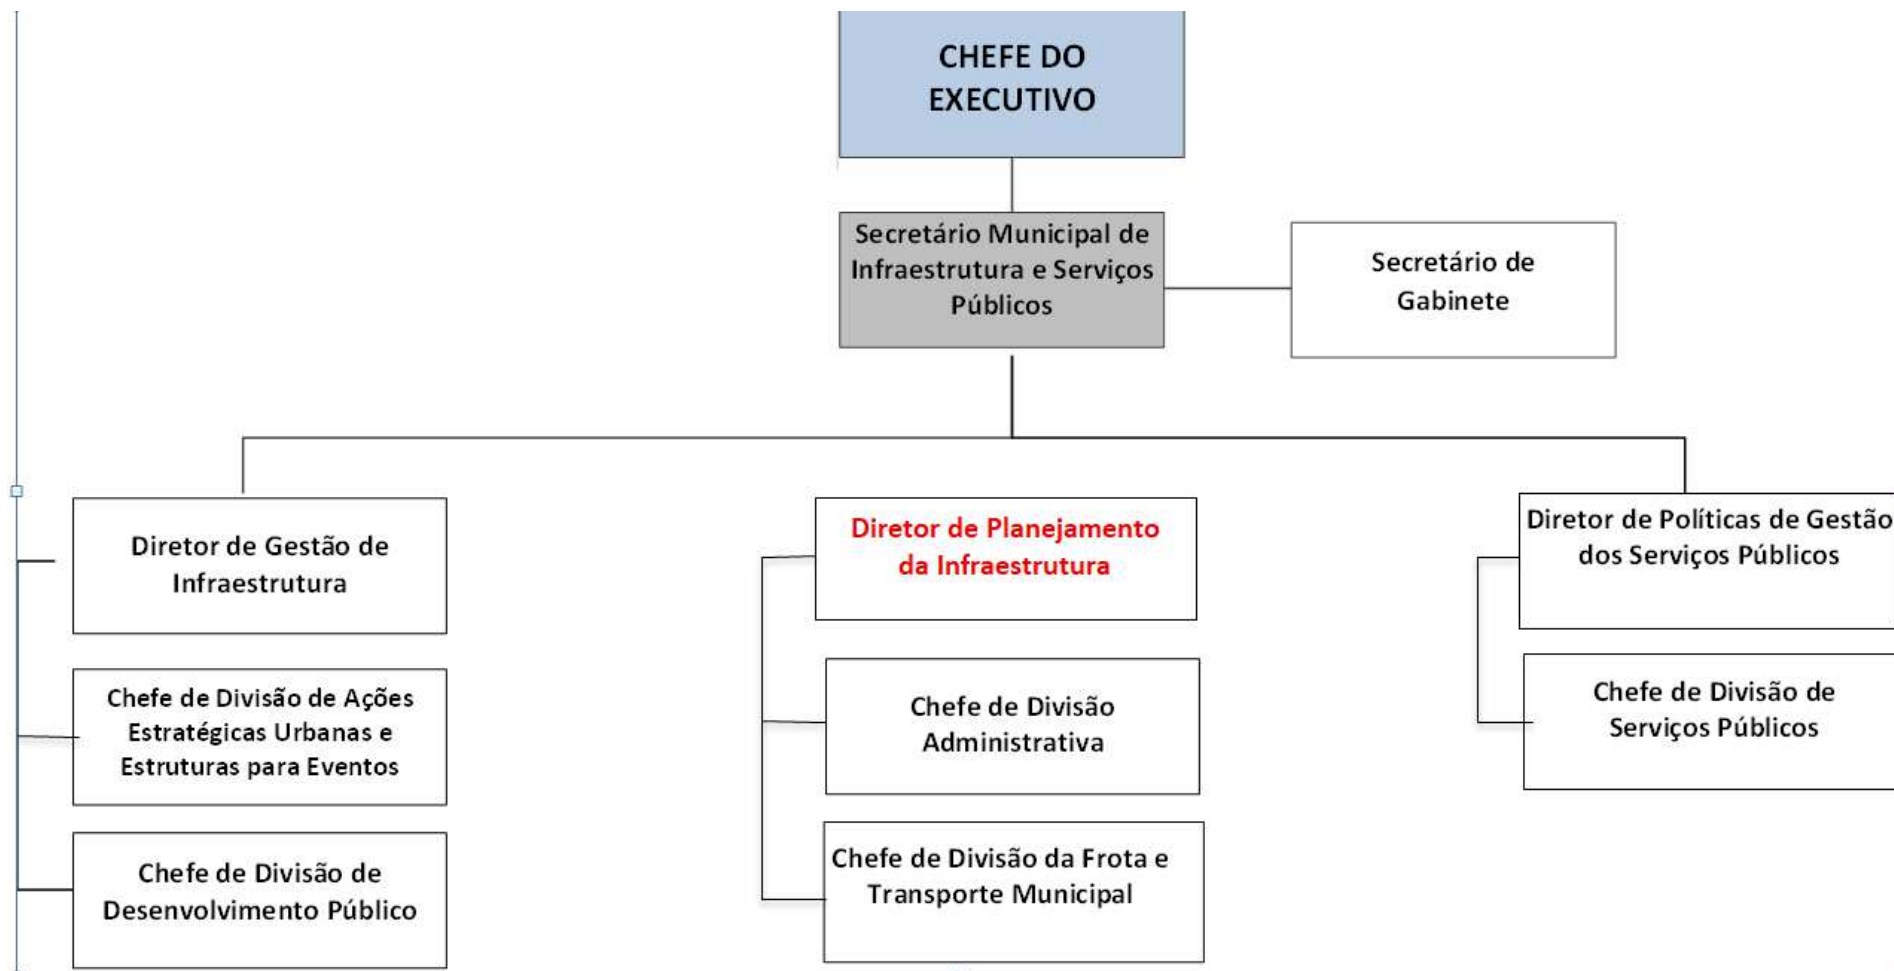 CHEFE DO
EXECUTIVO
Secretário Municipal de
Infraestrutura e Serviços
Públicos
Secretário de
Gabinete
Diretor de Gestão de
Infraestrutura
Diretor de Planejamento
da Infraestrutura
Diretor de Políticas de Gestão
dos Serviços Públicos
Chefe de Divisão de Ações
Estratégicas Urbanas e
Estruturas para Eventos
Chefe de Divisão
Administrativa
Chefe de Divisão de
Serviços Públicos
Chefe de Divisão de
Desenvolvimento Público
Chefe de Divisão da Frota e
Transporte Municipal